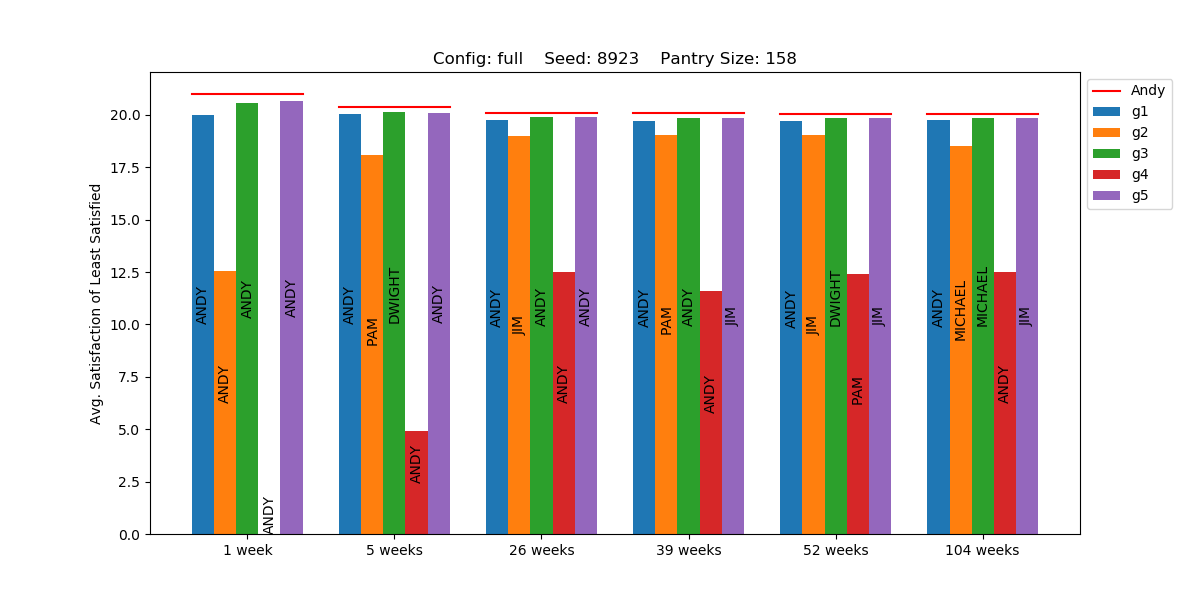 Config: full    Seed: 8923    Pantry Size: 158
Avg. Satisfaction of Least Satisfied
20.0
17.5
15.0
12.5
10.0
7.5
5.0
2.5
0.0
ANDY
ANDY
ANDY
ANDY
ANDY
ANDY
PAM
DWIGHT
ANDY
ANDY
ANDY
JIM
ANDY
ANDY
ANDY
ANDY
PAM
ANDY
ANDY
JIM
ANDY
JIM
DWIGHT
PAM
JIM
ANDY
MICHAEL
MICHAEL
ANDY
JIM
1 week
5 weeks
26 weeks
39 weeks
52 weeks
104 weeks
Andy
g1
g2
g3
g4
g5